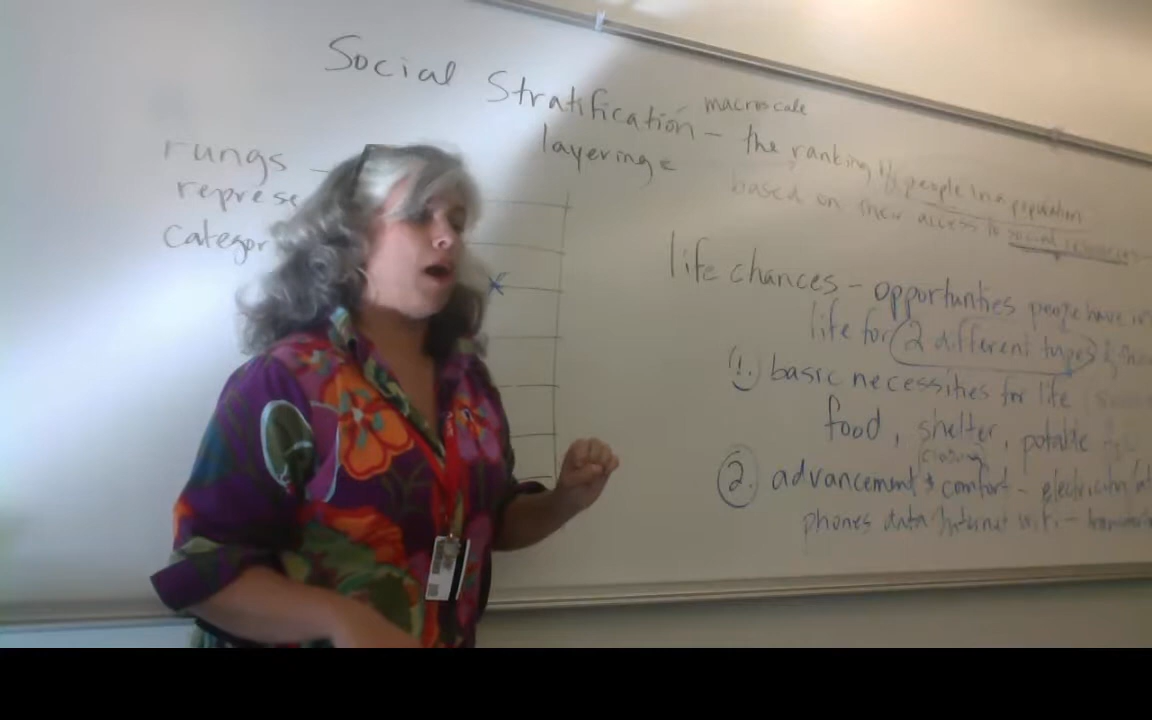 Social Stratification – the ranking of people in a population
macroscale
layering
based on their access to social resources
rungs –
represe
categor
life chances – opportunties people have in
life for 2 different types
1. basic necessities for life
food, shelter, potable
2. advancement & comfort – electricity
phones data Internet wifi –